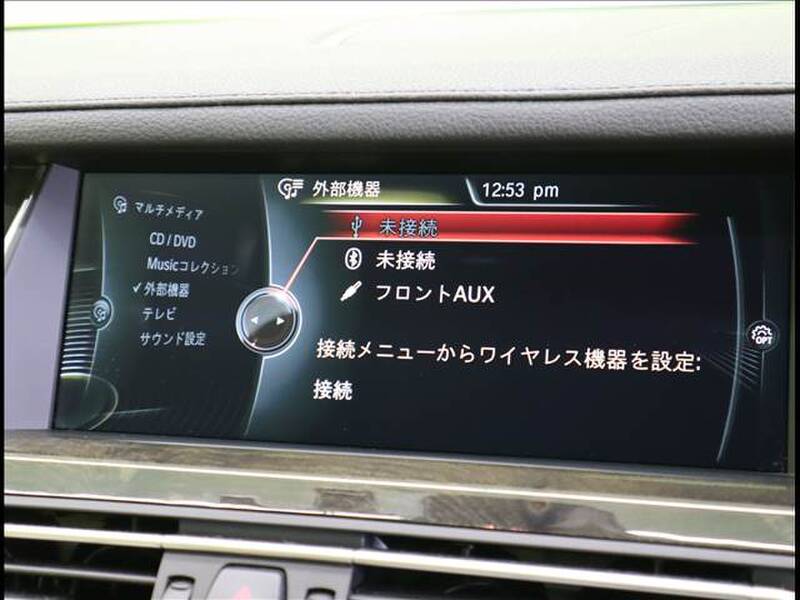 外部機器
12:53 pm
マルチメディア
CD / DVD
Musicコレクション
外部機器
テレビ
サウンド設定
未接続
未接続
フロントAUX
接続メニューからワイヤレス機器を設定:
接続
OPT